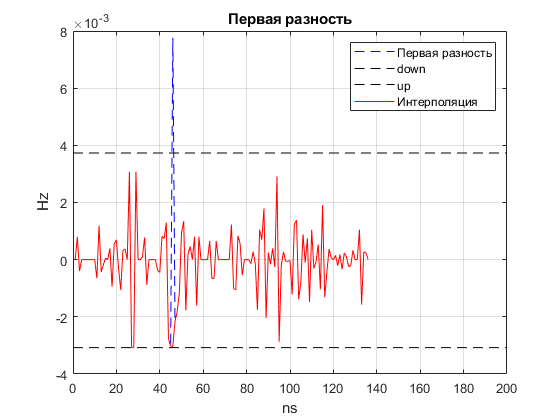 Первая разность
×10⁻³
8
6
4
2
0
-2
-4
Hz
0 20 40 60 80 100 120 140 160 180 200
ns
Первая разность
down
up
Интерполяция